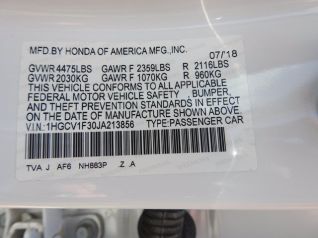 MFD BY HONDA OF AMERICA MFG.,INC. 07/18
GVWR 4475LBS GAWR F 2359LBS R 2116LBS
GVWR 2030KG GAWR F 1070KG R 960KG
THIS VEHICLE CONFORMS TO ALL APPLICABLE
FEDERAL MOTOR VEHICLE SAFETY , BUMPER,
AND THEFT PREVENTION STANDARDS IN EFFECT
ON THE DATE OF MANUFACTURE SHOWN ABOVE.
V.I.N:1HGCV1F30JA213856 TYPE:PASSENGER CAR
TVA J AF6 NH883P .Z .A